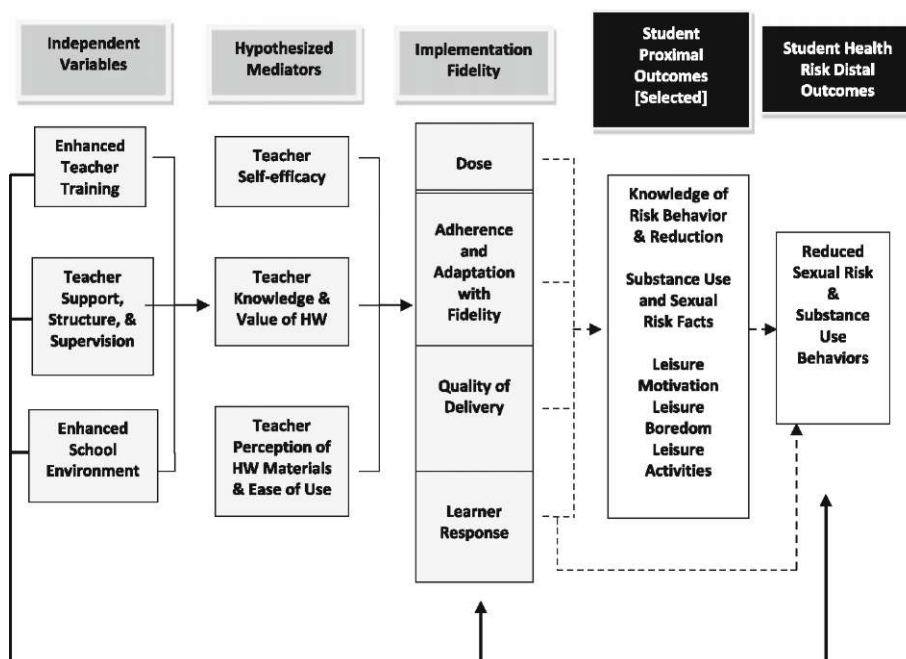 Independent
Variables
Hypothesized
Mediators
Implementation
Fidelity
Student
Proximal
Outcomes
[Selected]
Student Health
Risk Distal
Outcomes
Enhanced
Teacher
Training
Teacher
Support,
Structure, &
Supervision
Enhanced
School
Environment
Teacher
Self-efficacy
Teacher
Knowledge &
Value of HW
Teacher
Perception of
HW Materials
& Ease of Use
Dose
Adherence
and
Adaptation
with
Fidelity
Quality of
Delivery
Learner
Response
Knowledge of
Risk Behavior
& Reduction
Substance Use
and Sexual
Risk Facts
Leisure
Motivation
Leisure
Boredom
Leisure
Activities
Reduced
Sexual Risk
&
Substance
Use
Behaviors